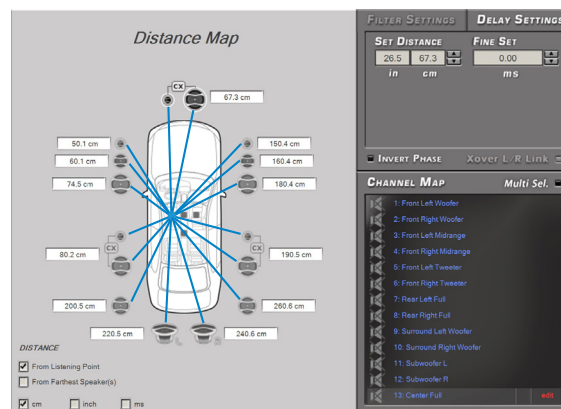 FILTER SETTINGS
DELAY SETTINGS
Distance Map
SET DISTANCE
FINE SET
26.5
67.3
0.00
in
cm
ms
CX
67.3 cm
50.1 cm
150.4 cm
60.1 cm
160.4 cm
74.5 cm
180.4 cm
INVERT PHASE
Xover L/R Link
CHANNEL MAP
Multi Sel.
1: Front Left Woofer
2: Front Right Woofer
3: Front Left Midrange
4: Front Right Midrange
5: Front Left Tweeter
6: Front Right Tweeter
7: Rear Left Full
8: Rear Right Full
9: Surround Left Woofer
10: Surround Right Woofer
11: Subwoofer L
12: Subwoofer R
13: Center Full
edit
CX
CX
80.2 cm
190.5 cm
200.5 cm
260.6 cm
220.5 cm
L
R
240.6 cm
DISTANCE
From Listening Point
From Farthest Speaker(s)
cm
inch
ms